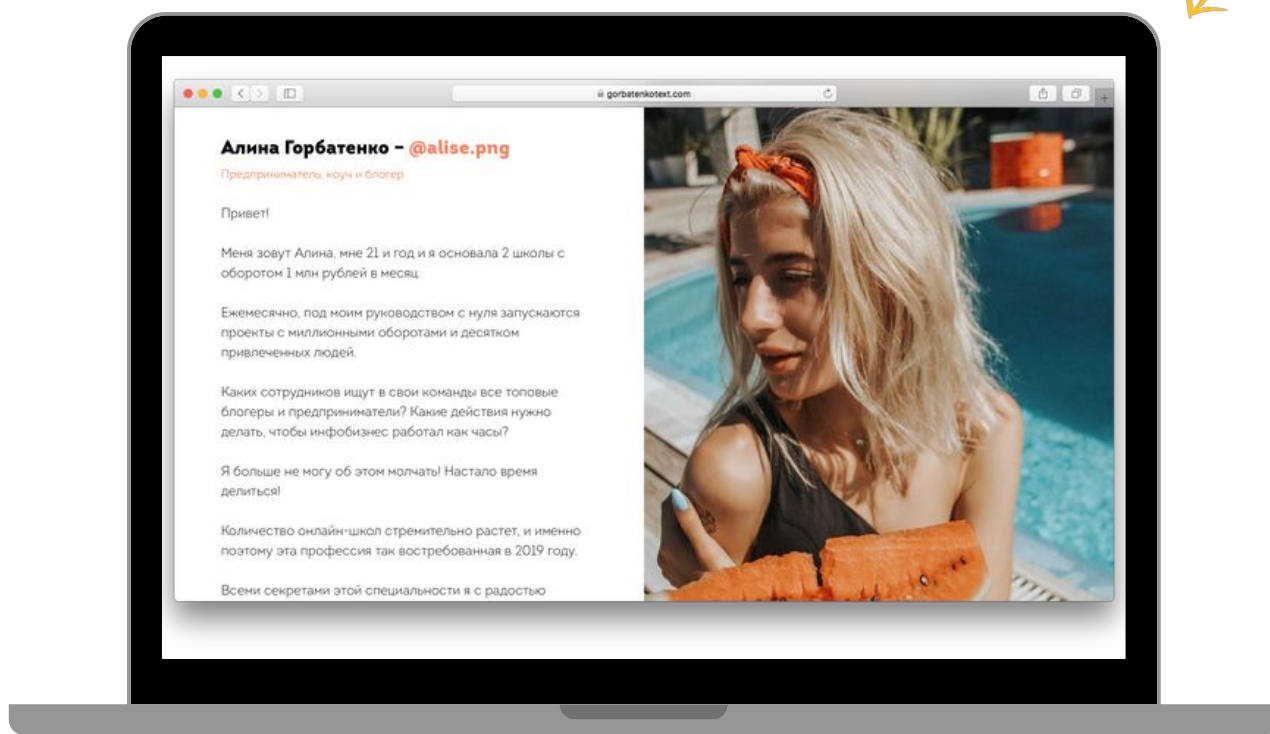 gorbatenkotext.com
Алина Горбатенко – @alise.png
Предприниматель, коуч и блогер
Привет!
Меня зовут Алина, мне 21 и год и я основала 2 школы с
оборотом 1 млн рублей в месяц.
Ежемесячно, под моим руководством с нуля запускаются
проекты с миллионными оборотами и десятком
привлеченных людей.
Каких сотрудников ищут в свои команды все топовые
блогеры и предприниматели? Какие действия нужно
делать, чтобы инфобизнес работал как часы?
Я больше не могу об этом молчать! Настало время
делиться!
Количество онлайн-школ стремительно растет, и именно
поэтому эта профессия так востребованная в 2019 году.
Всеми секретами этой специальности я с радостью